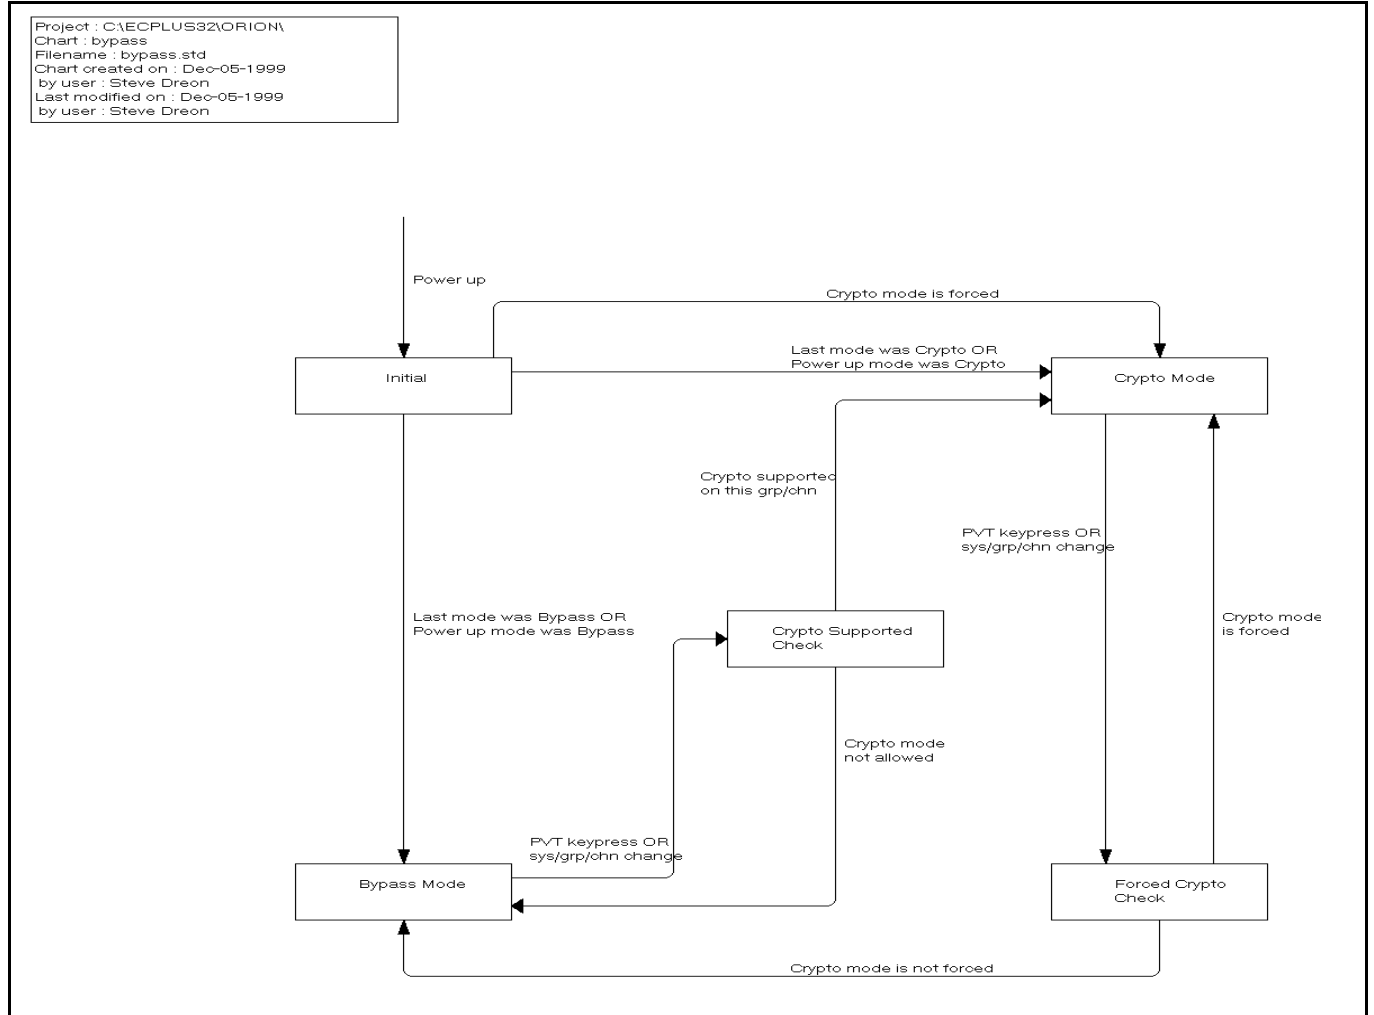 Project : C:\ECPLUS32\ORION\
Chart : bypass
Filename : bypass.std
Chart created on : Dec-05-1999
by user : Steve Dreon
Last modified on : Dec-05-1999
by user : Steve Dreon
Power up
Crypto mode is forced
Last mode was Crypto OR
Power up mode was Crypto
Initial
Crypto Mode
Crypto supported
on this grp/chn
PVT keypress OR
sys/grp/chn change
Last mode was Bypass OR
Power up mode was Bypass
Crypto Supported
Check
Crypto mode
is forced
Crypto mode
not allowed
PVT keypress OR
sys/grp/chn change
Bypass Mode
Forced Crypto
Check
Crypto mode is not forced